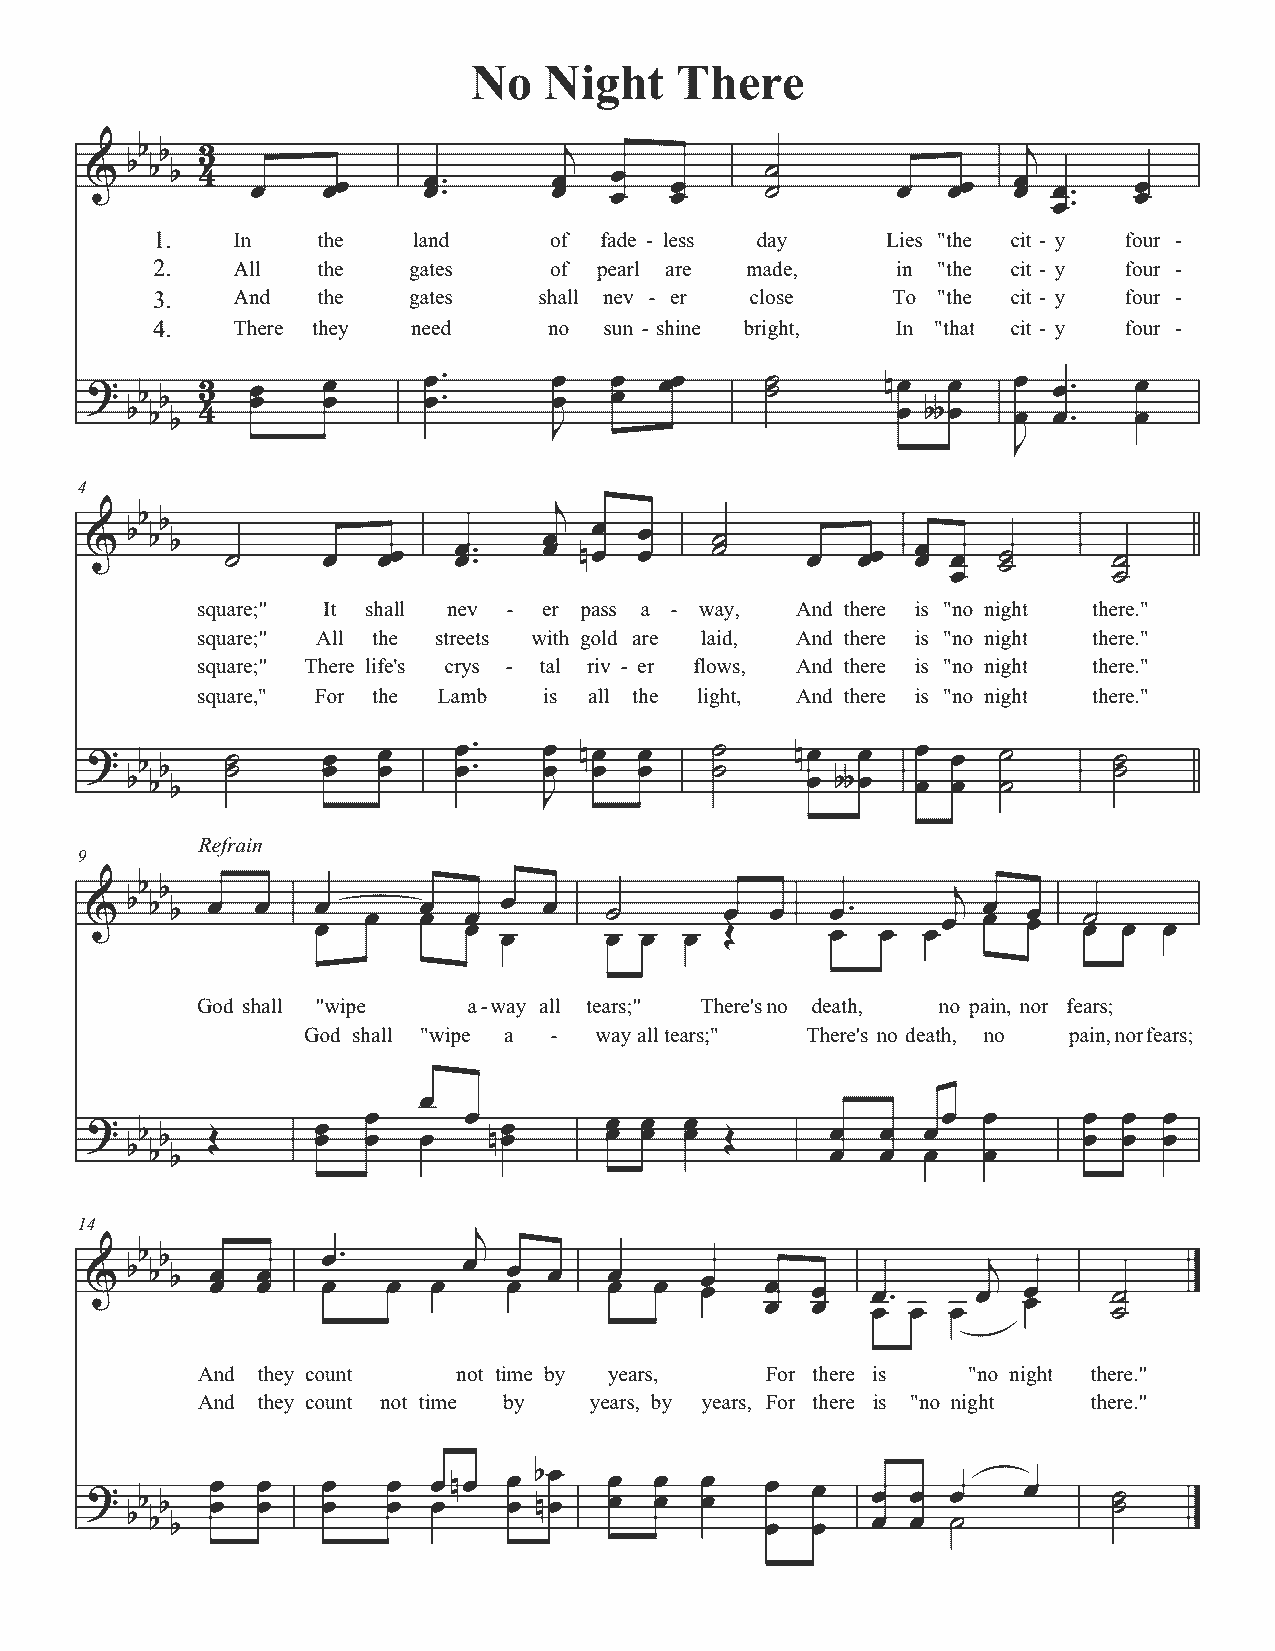 No Night There
1. In the land of fade - less day Lies "the cit - y four -
2. All the gates of pearl are made, in "the cit - y four -
3. And the gates shall nev - er close To "the cit - y four -
4. There they need no sun - shine bright, In "that cit - y four -
4
square;" It shall nev - er pass a - way, And there is "no night there."
square;" All the streets with gold are laid, And there is "no night there."
square;" There life's crys - tal riv - er flows, And there is "no night there."
square," For the Lamb is all the light, And there is "no night there."
Refrain
9
God shall "wipe a - way all tears;" There's no death, no pain, nor fears;
God shall "wipe a - way all tears;" There's no death, no pain, nor fears;
14
And they count not time by years, For there is "no night there."
And they count not time by years, by years, For there is "no night there."